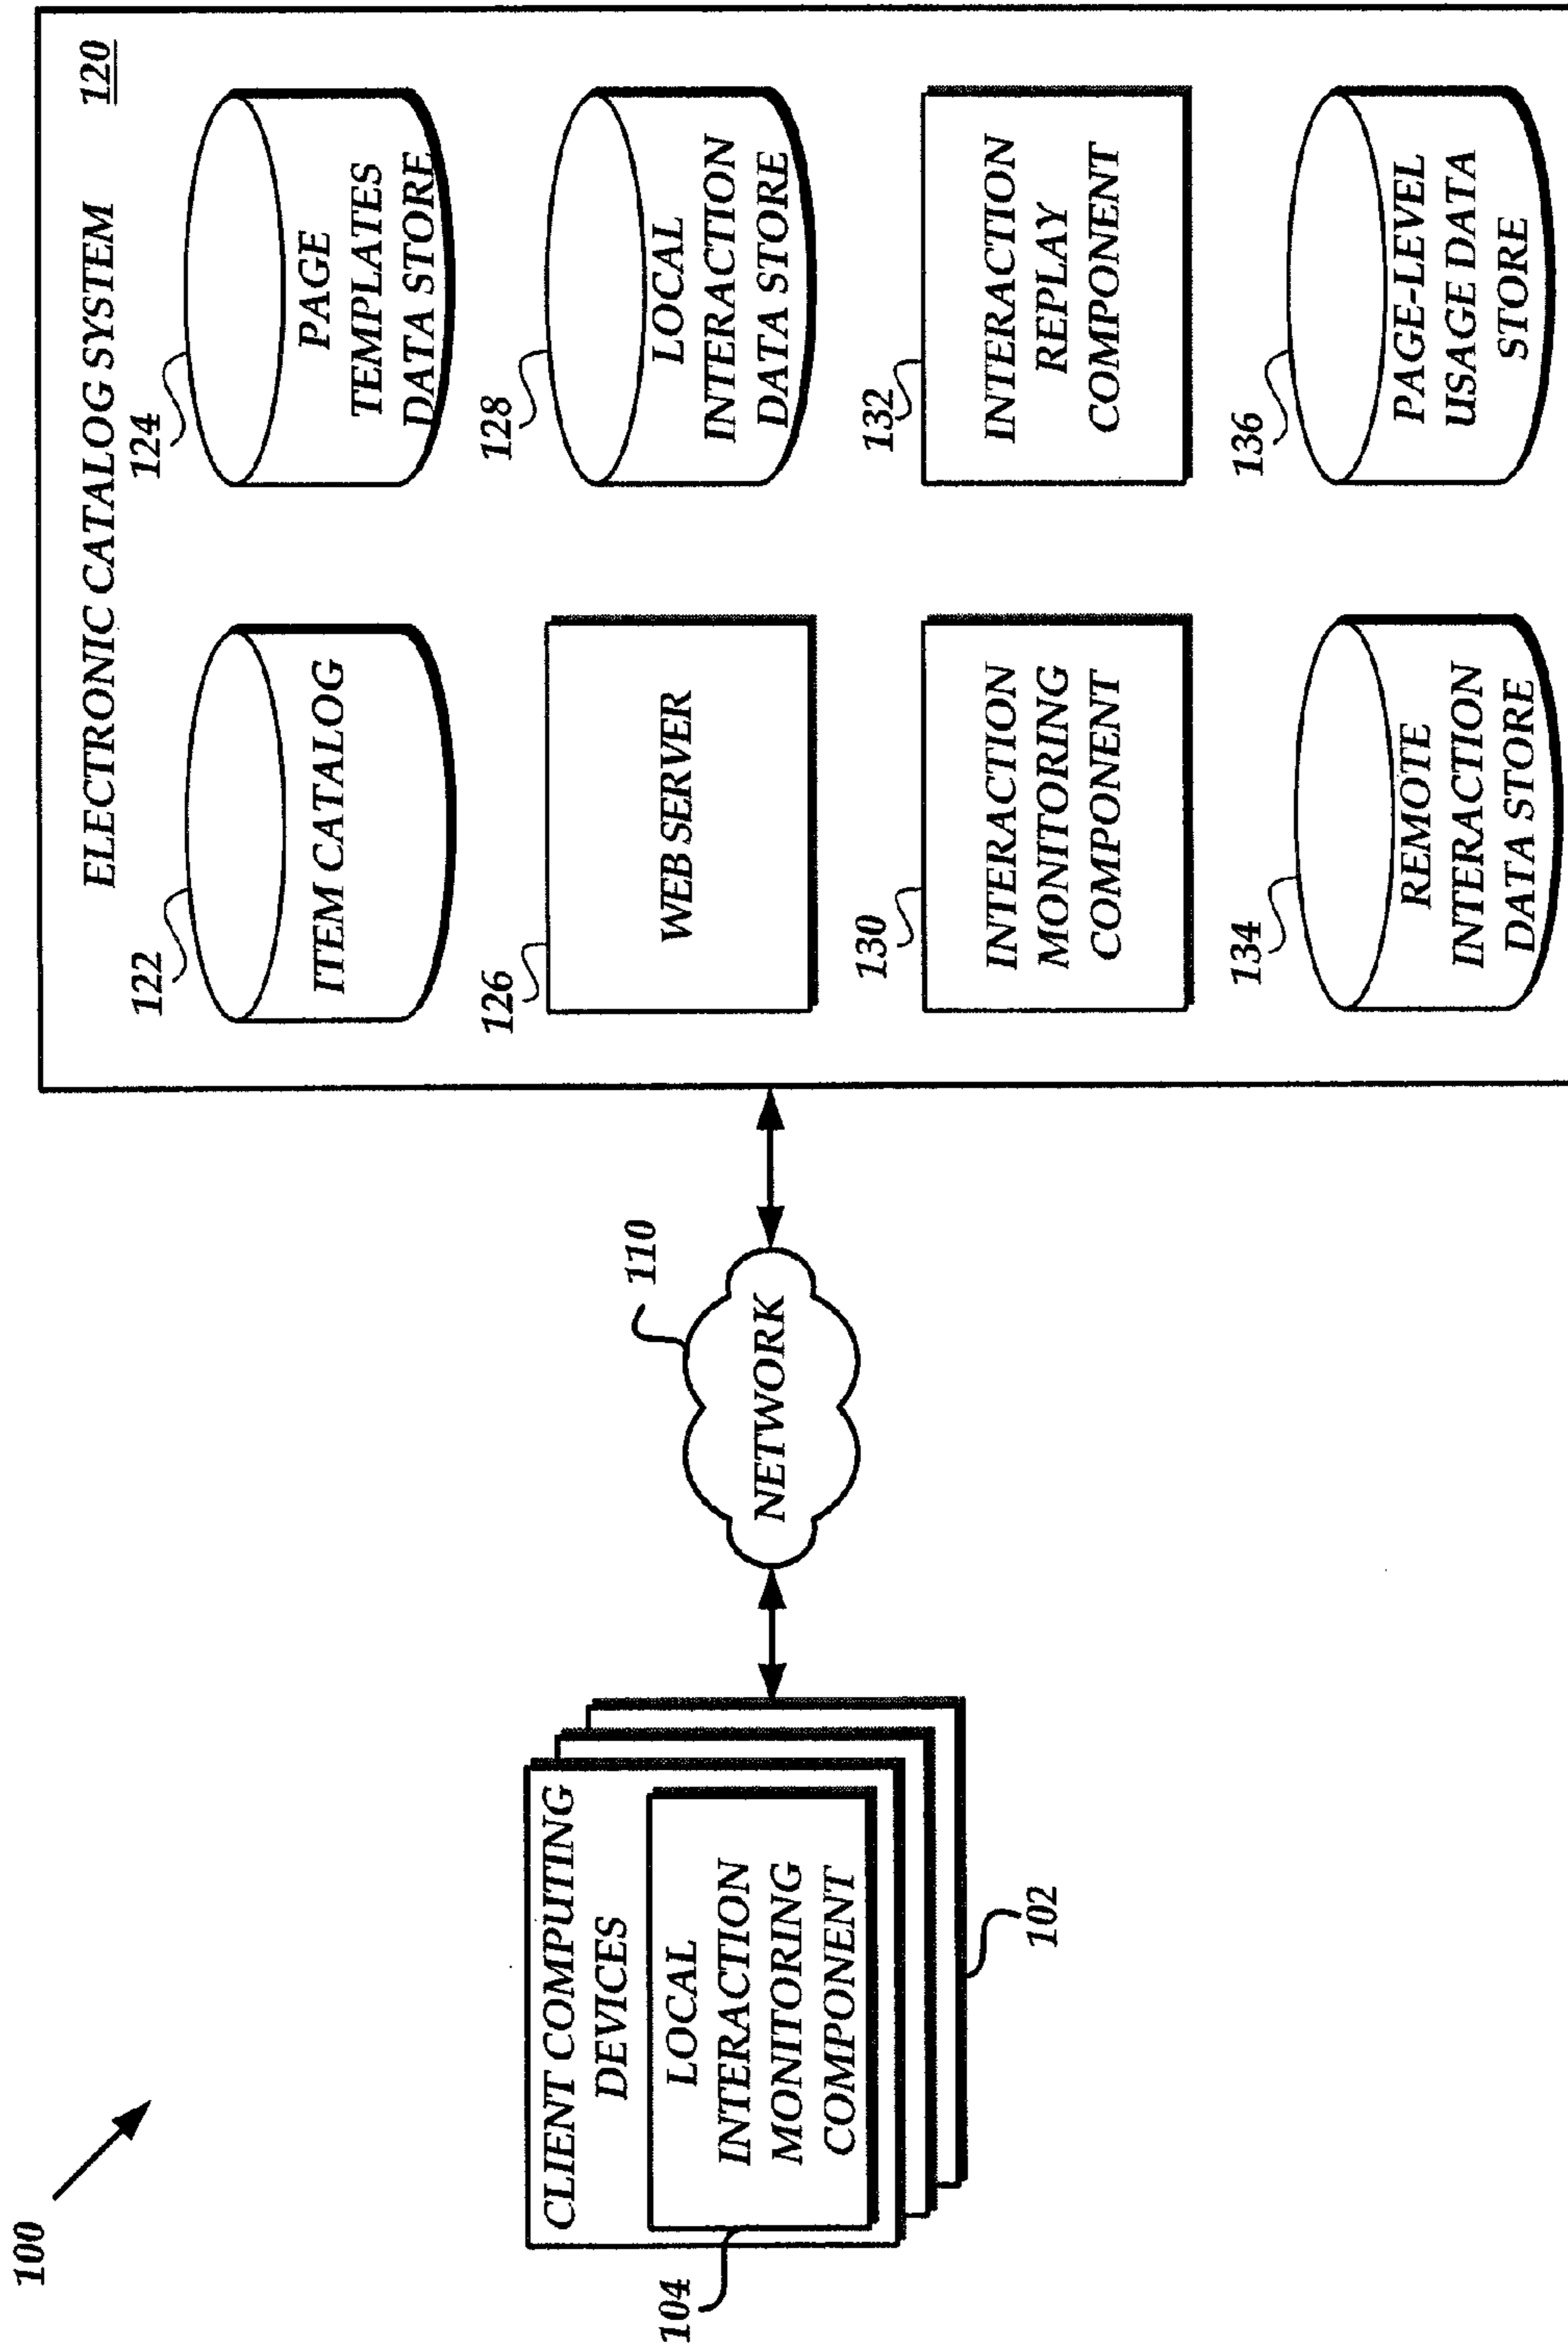 100
CLIENT COMPUTING
DEVICES
LOCAL
INTERACTION
MONITORING
COMPONENT
104
102
NETWORK
110
ELECTRONIC CATALOG SYSTEM
120
122
ITEM CATALOG
124
PAGE
TEMPLATES
DATA STORE
126
WEB SERVER
128
LOCAL
INTERACTION
DATA STORE
130
INTERACTION
MONITORING
COMPONENT
132
INTERACTION
REPLAY
COMPONENT
134
REMOTE
INTERACTION
DATA STORE
136
PAGE-LEVEL
USAGE DATA
STORE